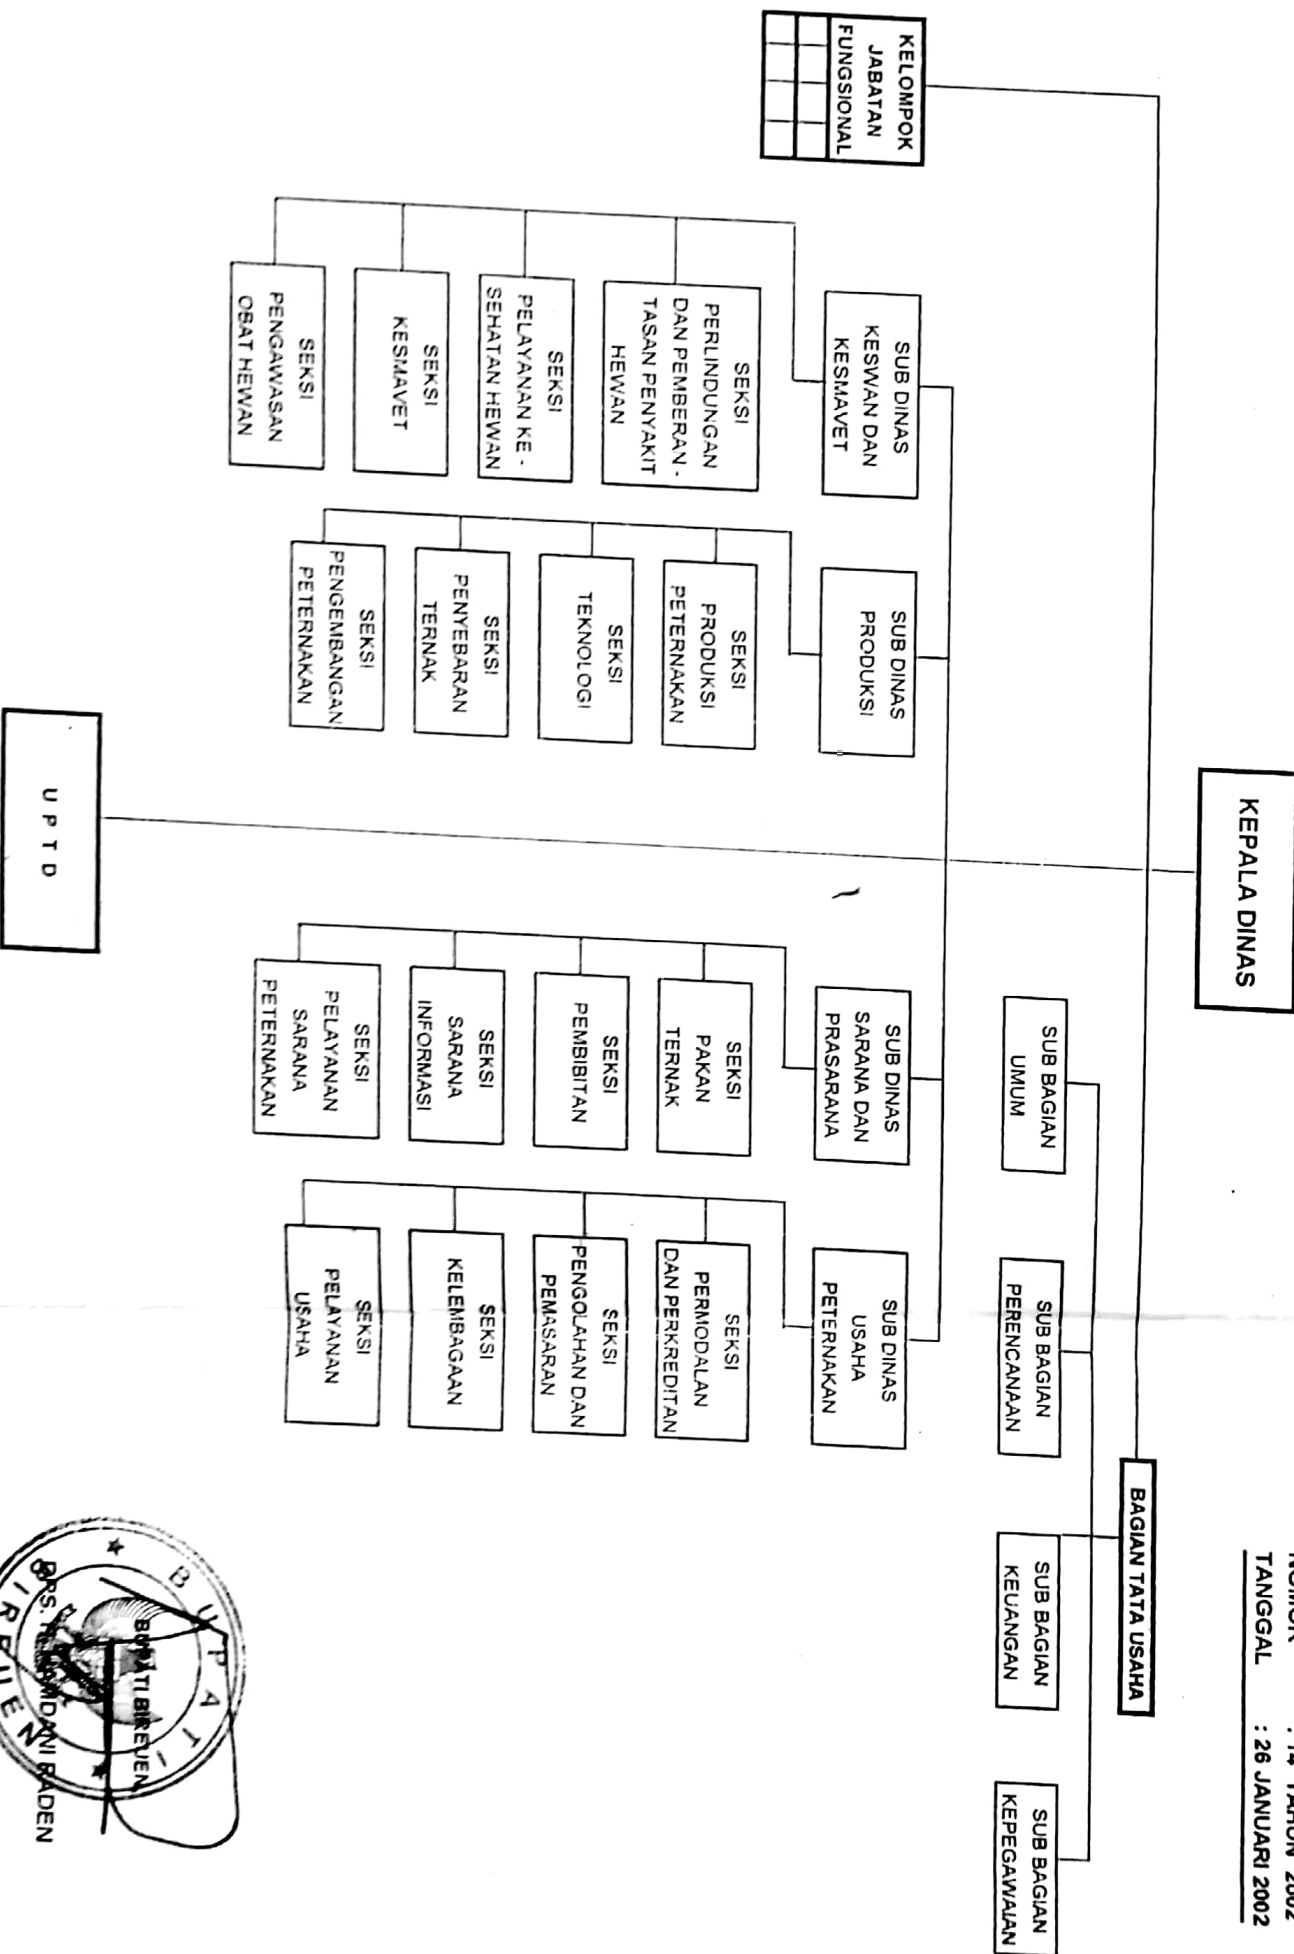 NOMOR : 14 TAHUN 2002
TANGGAL : 26 JANUARI 2002
KEPALA DINAS
BAGIAN TATA USAHA
SUB BAGIAN
UMUM
SUB BAGIAN
PERENCANAAN
SUB BAGIAN
KEUANGAN
SUB BAGIAN
KEPEGAWAIAN
KELOMPOK
JABATAN
FUNGSIONAL
SUB DINAS
KESWAN DAN
KESMAVET
SEKSI
PERLINDUNGAN
DAN PEMBERAN -
TASAN PENYAKIT
HEWAN
SEKSI
PELAYANAN KE -
SEHATAN HEWAN
SEKSI
KESMAVET
SEKSI
PENGAWASAN
OBAT HEWAN
SUB DINAS
PRODUKSI
SEKSI
PRODUKSI
PETERNAKAN
SEKSI
TEKNOLOGI
SEKSI
PENYEBARAN
TERNAK
SEKSI
PENGEMBANGAN
PETERNAKAN
SUB DINAS
SARANA DAN
PRASARANA
SEKSI
PAKAN
TERNAK
SEKSI
PEMBIBITAN
SEKSI
SARANA
INFORMASI
SEKSI
PELAYANAN
SARANA
PETERNAKAN
SUB DINAS
USAHA
PETERNAKAN
SEKSI
PERMODALAN
DAN PERKREDITAN
SEKSI
PENGOLAHAN DAN
PEMASARAN
SEKSI
KELEMBAGAAN
SEKSI
PELAYANAN
USAHA
U P T D
BUPATI BIREUEN
DRS. HAMDANI RADEN
BUPATI
BIREUEN